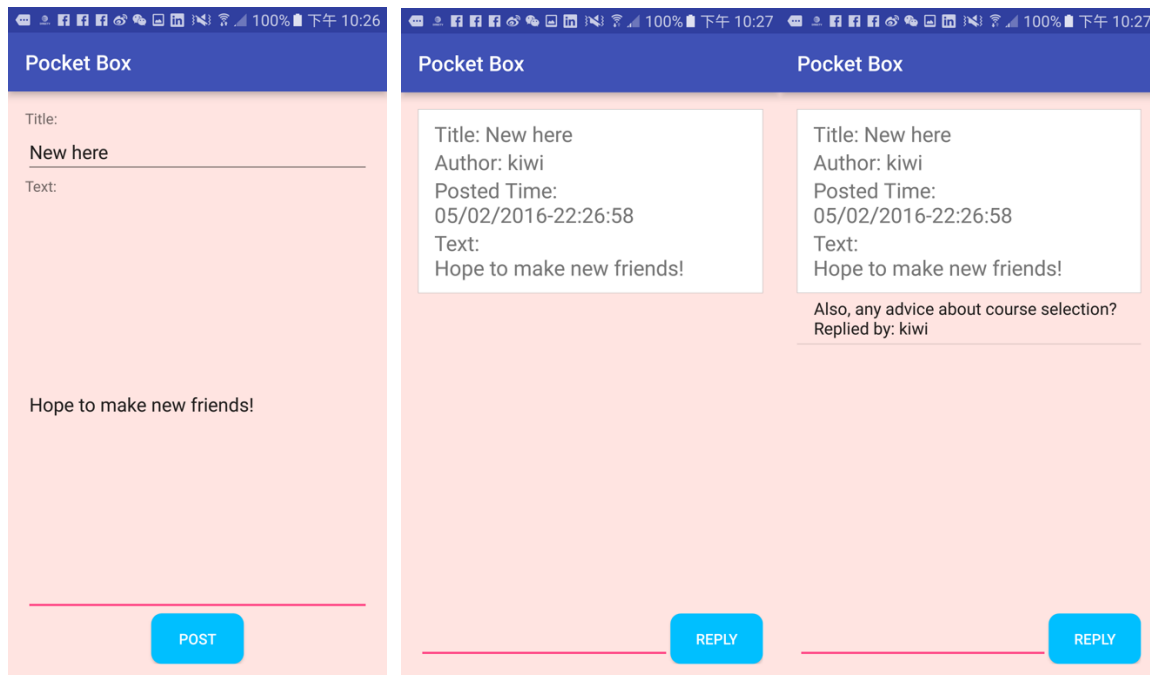 100% 下午 10:26
Pocket Box
Title:
New here
Text:
Hope to make new friends!
POST
100% 下午 10:27
Pocket Box
Title: New here
Author: kiwi
Posted Time:
05/02/2016-22:26:58
Text:
Hope to make new friends!
REPLY
100% 下午 10:27
Pocket Box
Title: New here
Author: kiwi
Posted Time:
05/02/2016-22:26:58
Text:
Hope to make new friends!
Also, any advice about course selection?
Replied by: kiwi
REPLY